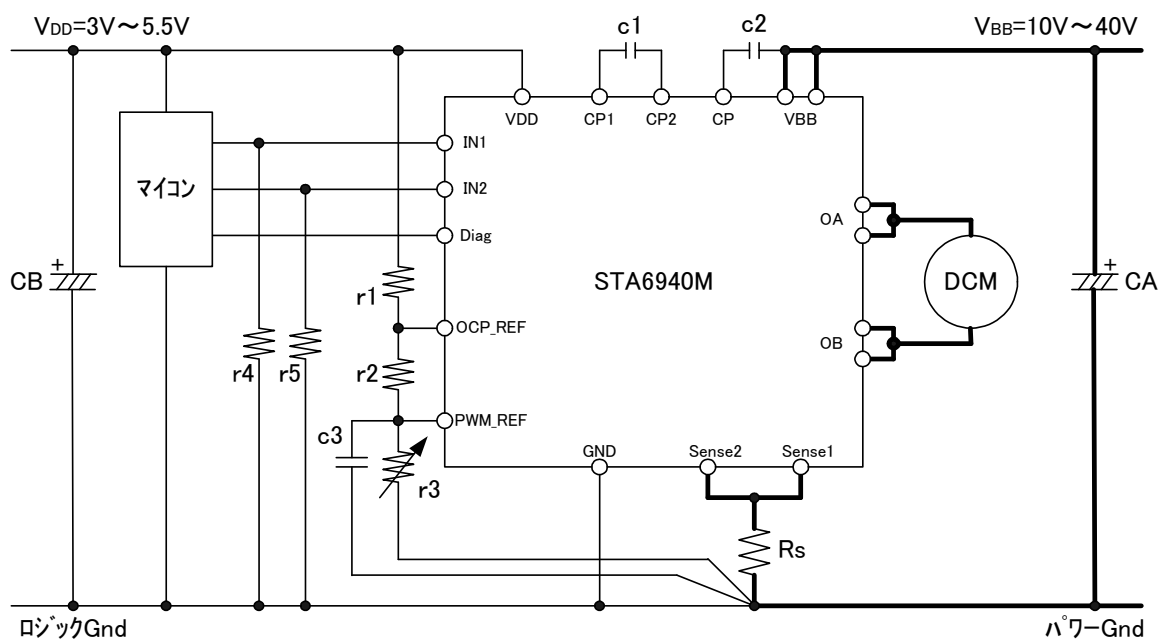 VDD=3V～5.5V
c1
c2
VBB=10V～40V
VDD
CP1
CP2
CP
VBB
IN1
マイコン
IN2
OA
Diag
CB
+
r1
STA6940M
DCM
+
CA
OCP_REF
OB
r4
r5
r2
PWM_REF
c3
r3
GND
Sense2
Sense1
Rs
ロジックGnd
パワーGnd